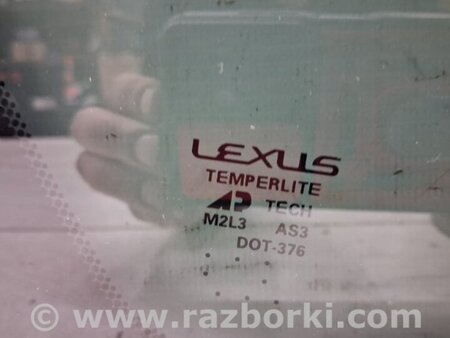 LEXUS
TEMPERLITE
AP TECH
M2L3 AS3
DOT-376
© www.razborki.com